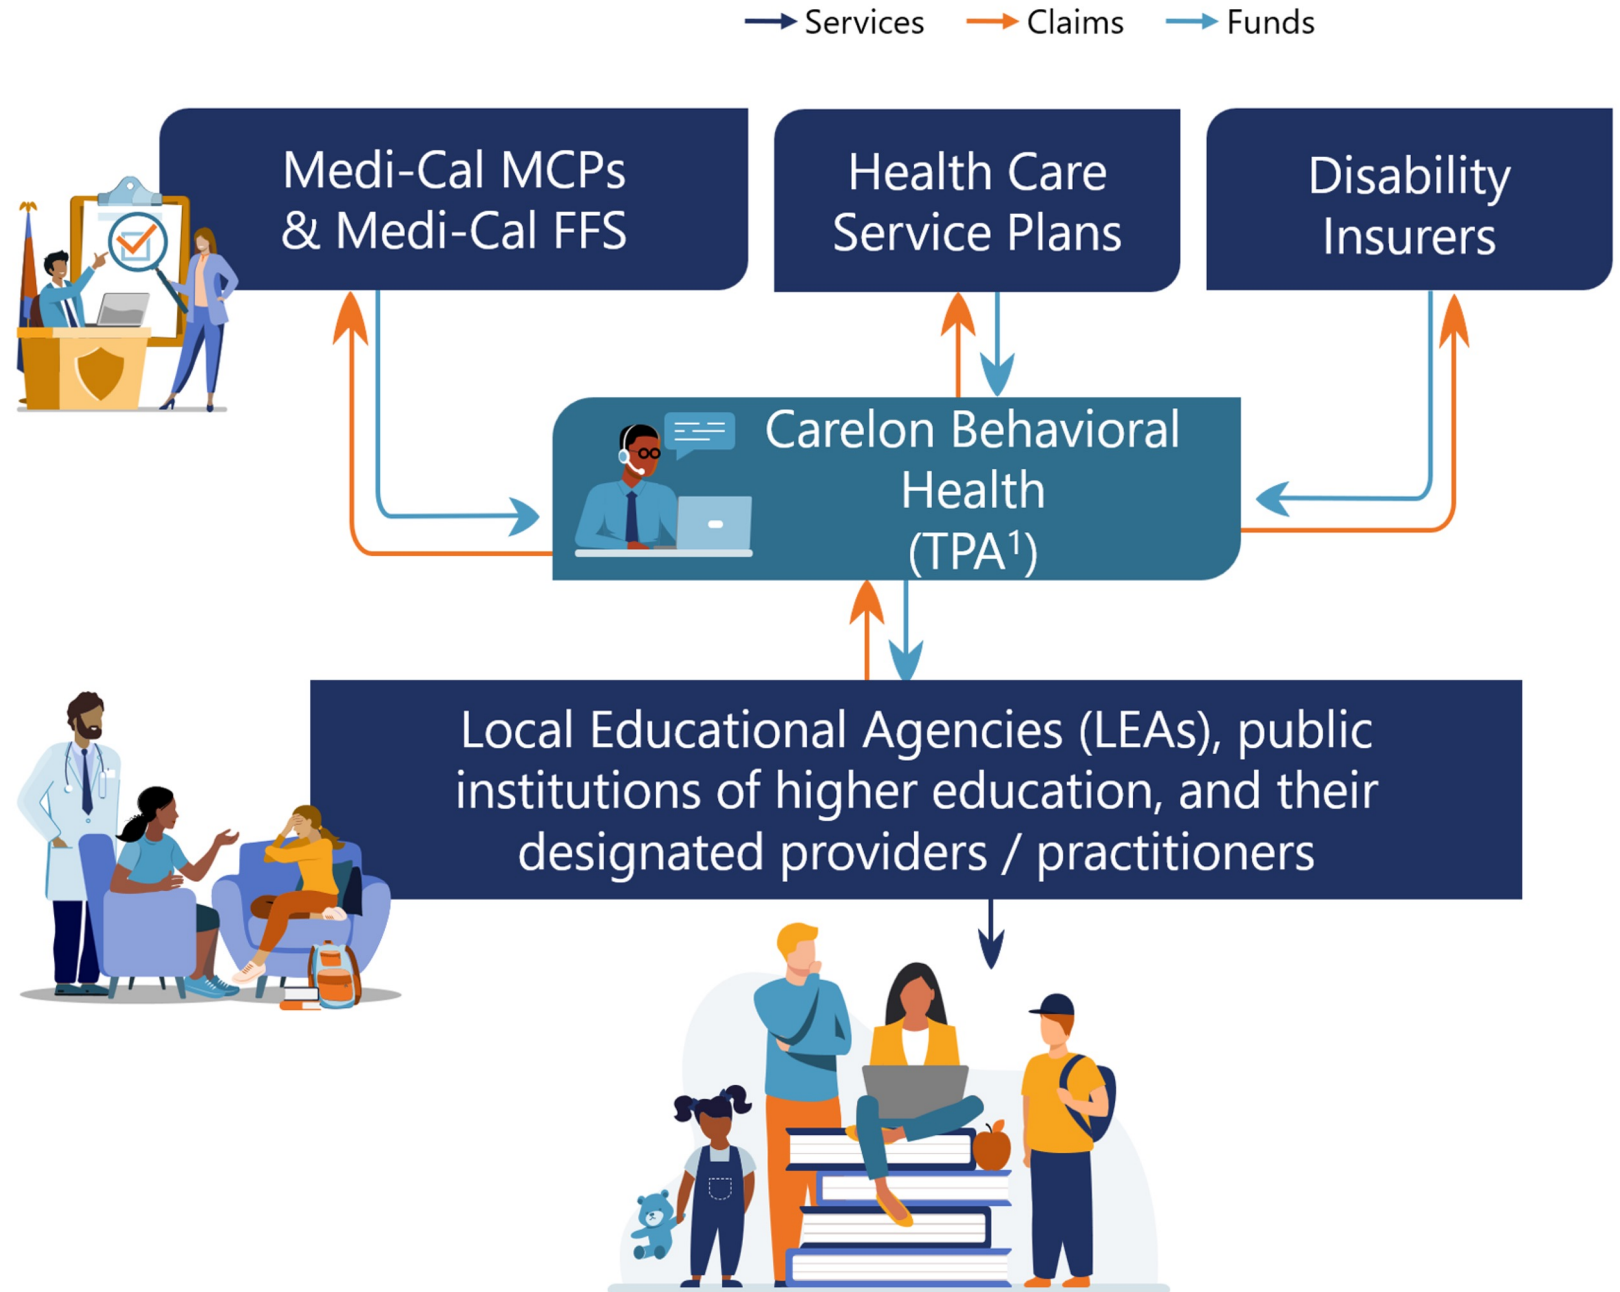 Services Claims Funds
Medi-Cal MCPs
& Medi-Cal FFS
Health Care
Service Plans
Disability
Insurers
Carelon Behavioral
Health
(TPA¹)
Local Educational Agencies (LEAs), public
institutions of higher education, and their
designated providers / practitioners